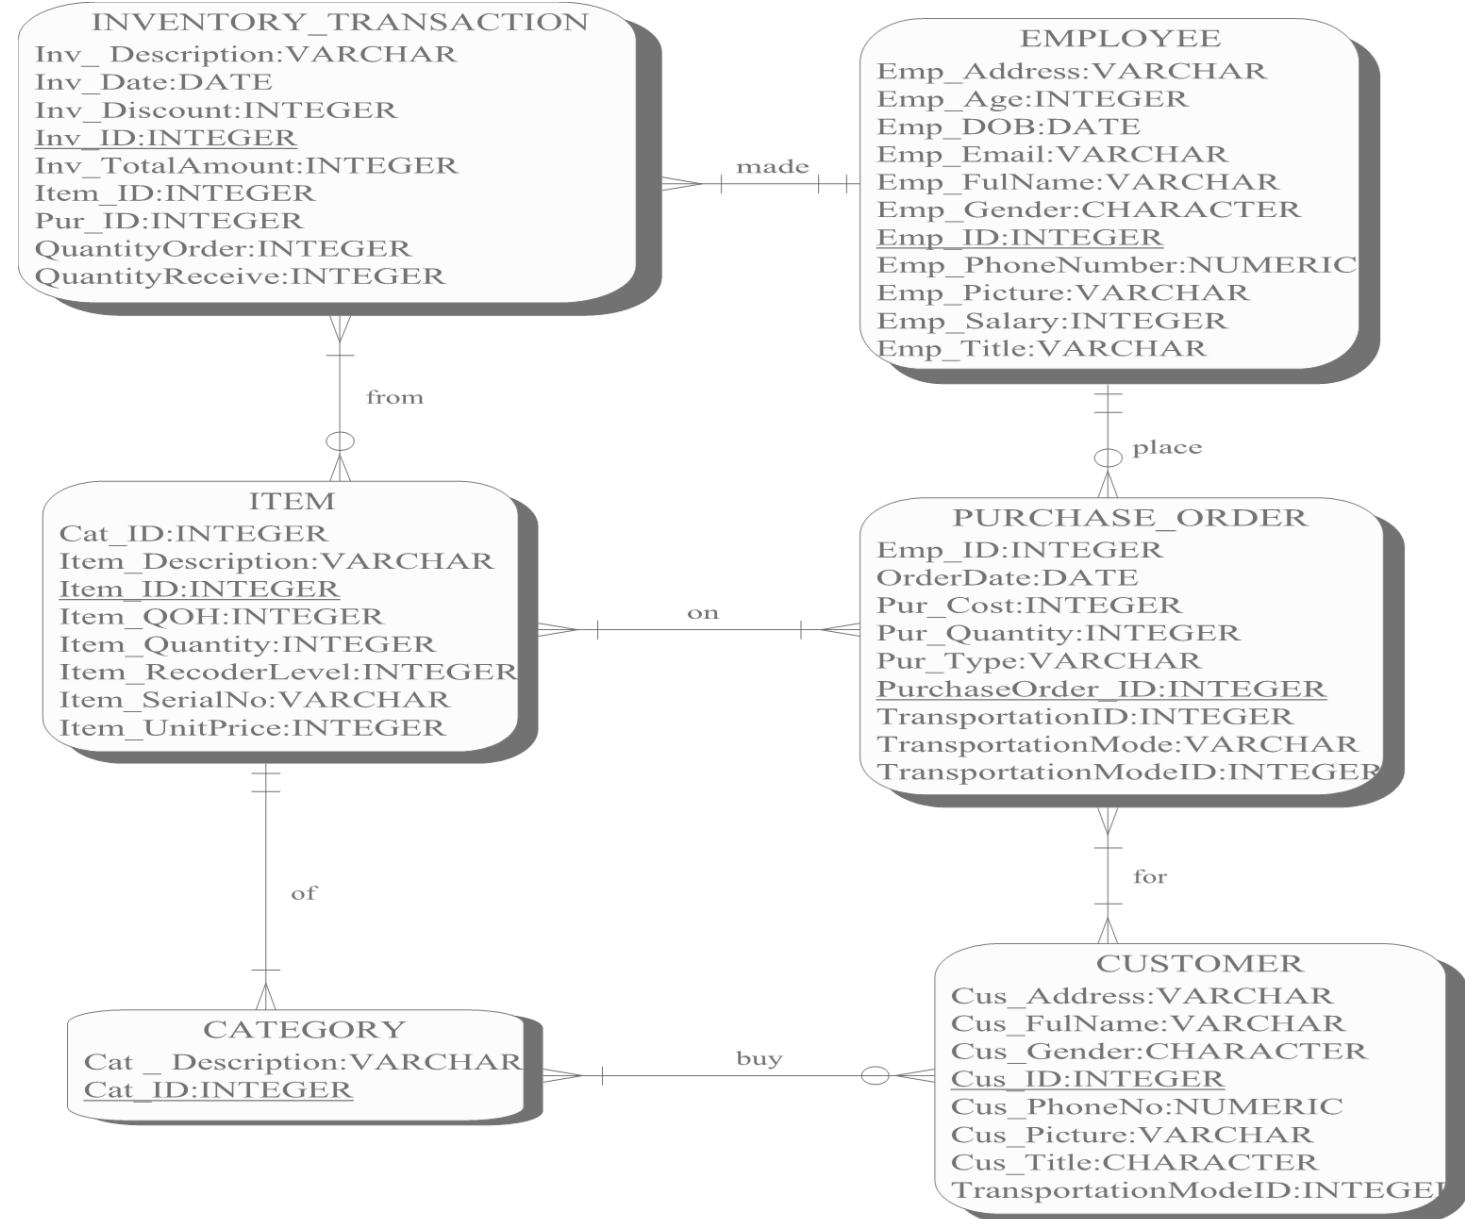 INVENTORY_TRANSACTION
Inv_ Description:VARCHAR
Inv_Date:DATE
Inv_Discount:INTEGER
Inv_ID:INTEGER
Inv_TotalAmount:INTEGER
Item_ID:INTEGER
Pur_ID:INTEGER
QuantityOrder:INTEGER
QuantityReceive:INTEGER
made
EMPLOYEE
Emp_Address:VARCHAR
Emp_Age:INTEGER
Emp_DOB:DATE
Emp_Email:VARCHAR
Emp_FulName:VARCHAR
Emp_Gender:CHARACTER
Emp_ID:INTEGER
Emp_PhoneNumber:NUMERIC
Emp_Picture:VARCHAR
Emp_Salary:INTEGER
Emp_Title:VARCHAR
from
place
ITEM
Cat_ID:INTEGER
Item_Description:VARCHAR
Item_ID:INTEGER
Item_QOH:INTEGER
Item_Quantity:INTEGER
Item_RecoderLevel:INTEGER
Item_SerialNo:VARCHAR
Item_UnitPrice:INTEGER
on
PURCHASE_ORDER
Emp_ID:INTEGER
OrderDate:DATE
Pur_Cost:INTEGER
Pur_Quantity:INTEGER
Pur_Type:VARCHAR
PurchaseOrder_ID:INTEGER
TransportationID:INTEGER
TransportationMode:VARCHAR
TransportationModeID:INTEGER
of
for
CATEGORY
Cat _ Description:VARCHAR
Cat_ID:INTEGER
buy
CUSTOMER
Cus_Address:VARCHAR
Cus_FulName:VARCHAR
Cus_Gender:CHARACTER
Cus_ID:INTEGER
Cus_PhoneNo:NUMERIC
Cus_Picture:VARCHAR
Cus_Title:CHARACTER
TransportationModeID:INTEGE